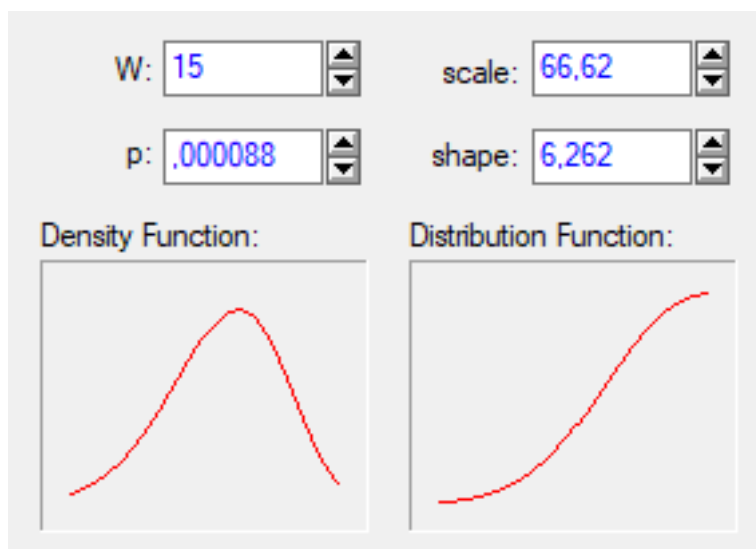 W: 15 scale: 66,62
p: ,000088 shape: 6,262
Density Function: Distribution Function: